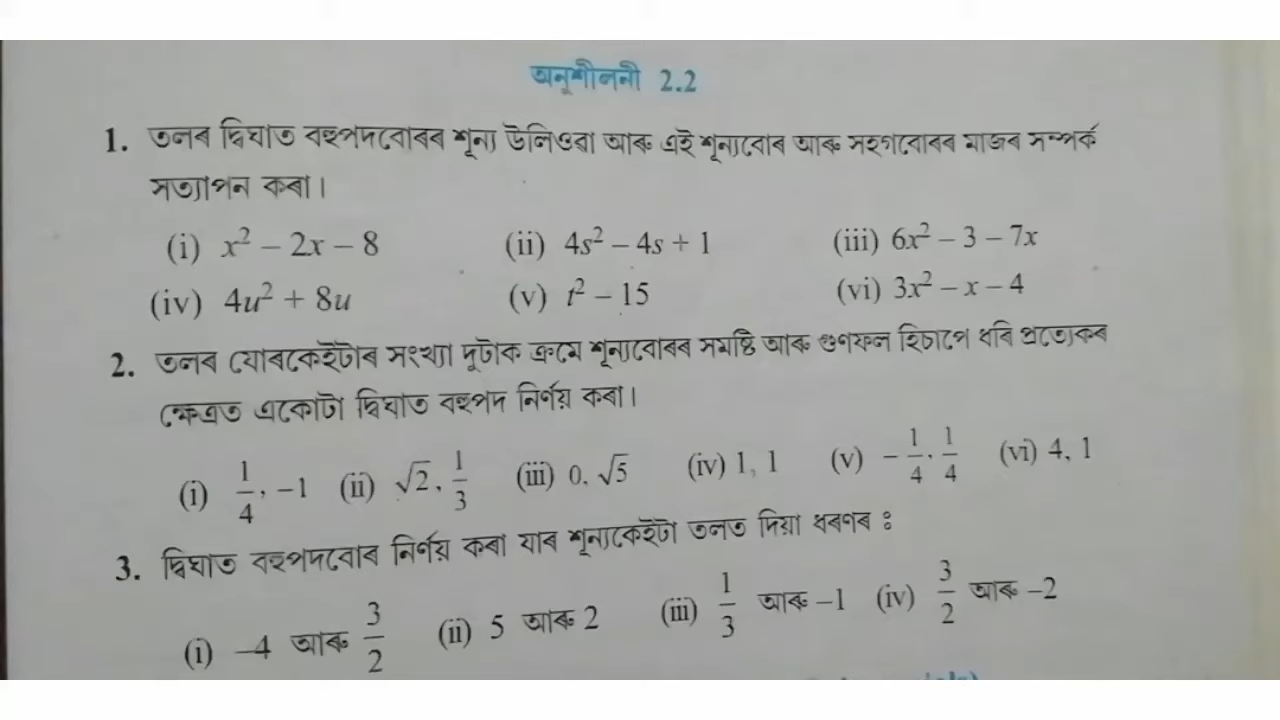 অনুশীলনী 2.2
1. তলৰ দ্বিঘাত বহুপদবোৰৰ শূন্য উলিওৱা আৰু এই শূন্যবোৰ আৰু সহগবোৰৰ মাজৰ সম্পৰ্ক
সত্যাপন কৰা।
(i) x² – 2x – 8 (ii) 4s² – 4s + 1 (iii) 6x² – 3 – 7x
(iv) 4u² + 8u (v) t² – 15 (vi) 3x² – x – 4
2. তলৰ যোৰকেইটাৰ সংখ্যা দুটাক ক্ৰমে শূন্যবোৰৰ সমষ্টি আৰু গুণফল হিচাপে ধৰি প্ৰত্যেকৰ
ক্ষেত্ৰত একোটা দ্বিঘাত বহুপদ নিৰ্ণয় কৰা।
(i) 1/4, –1 (ii) √2, 1/3 (iii) 0, √5 (iv) 1, 1 (v) –1/4, 1/4 (vi) 4, 1
3. দ্বিঘাত বহুপদবোৰ নিৰ্ণয় কৰা যাৰ শূন্যকেইটা তলত দিয়া ধৰণৰ ঃ
(i) –4 আৰু 3/2 (ii) 5 আৰু 2 (iii) 1/3 আৰু –1 (iv) 3/2 আৰু –2